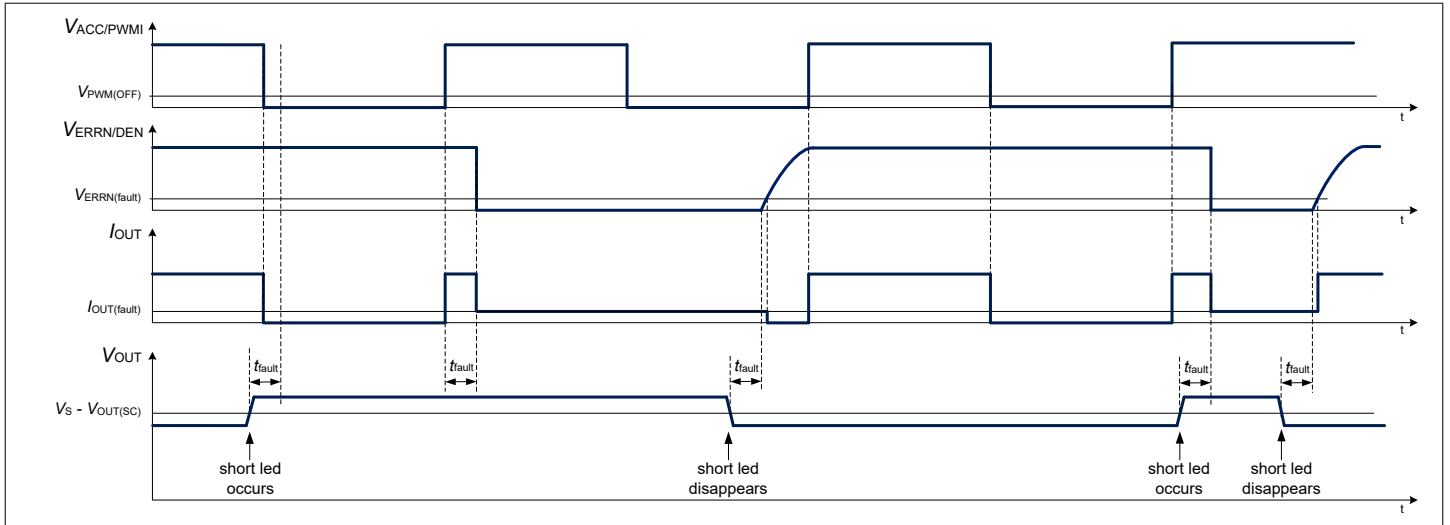 VACC/PWMI
VPWM(OFF)
t
VERRN/DEN
VERRN(fault)
t
IOUT
IOUT(fault)
t
VOUT
tfault
tfault
tfault
tfault
tfault
VS - VOUT(SC)
short led
occurs
short led
disappears
short led
occurs
short led
disappears
t